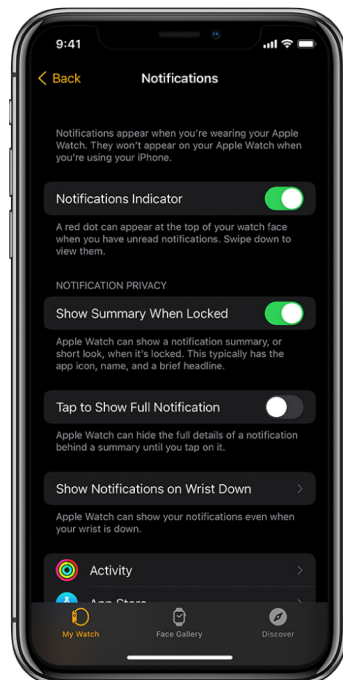 9:41
Back
Notifications
Notifications appear when you're wearing your Apple
Watch. They won't appear on your Apple Watch when
you're using your iPhone.
Notifications Indicator
A red dot can appear at the top of your watch face
when you have unread notifications. Swipe down to
view them.
NOTIFICATION PRIVACY
Show Summary When Locked
Apple Watch can show a notification summary, or
short look, when it's locked. This typically has the
app icon, name, and a brief headline.
Tap to Show Full Notification
Apple Watch can hide the full details of a notification
behind a summary until you tap on it.
Show Notifications on Wrist Down
Apple Watch can show your notifications even when
your wrist is down.
Activity
App Store
My Watch
Face Gallery
Discover